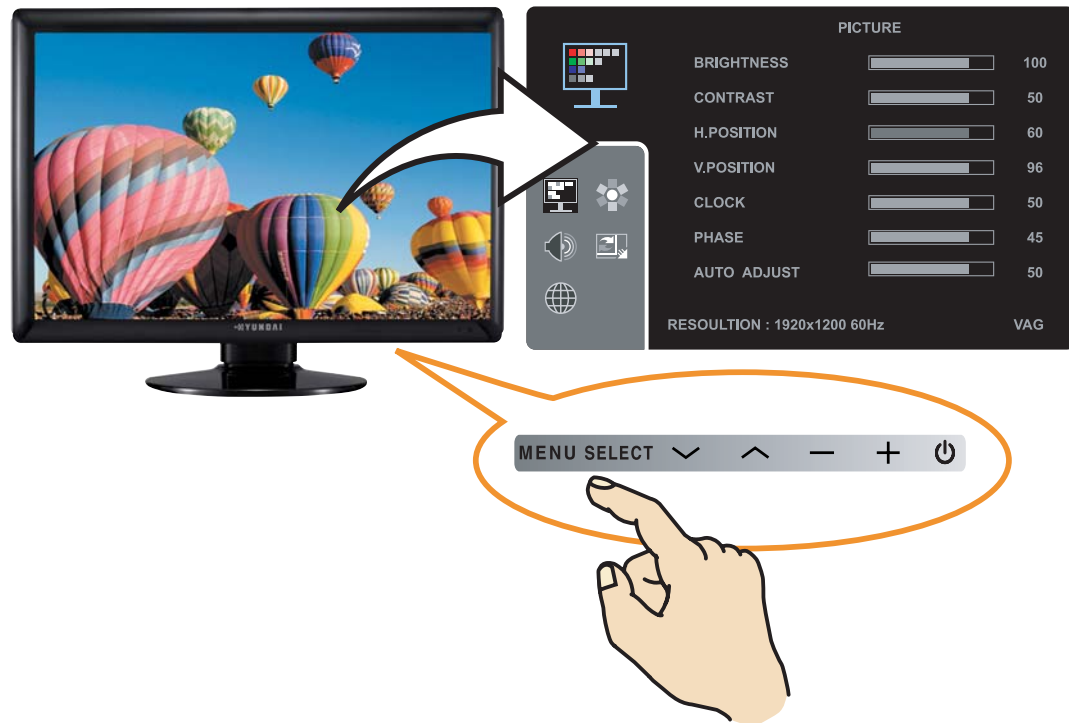 HYUNDAI
PICTURE
BRIGHTNESS 100
CONTRAST 50
H.POSITION 60
V.POSITION 96
CLOCK 50
PHASE 45
AUTO ADJUST 50
RESOULTION : 1920x1200 60Hz VAG
MENU SELECT